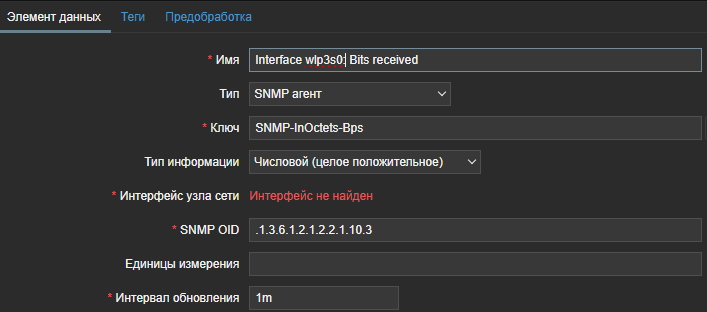 Элемент данных Теги Предобработка
* Имя Interface wlp3s0: Bits received
Тип SNMP агент
* Ключ SNMP-InOctets-Bps
Тип информации Числовой (целое положительное)
* Интерфейс узла сети Интерфейс не найден
* SNMP OID .1.3.6.1.2.1.2.2.1.10.3
Единицы измерения
* Интервал обновления 1m